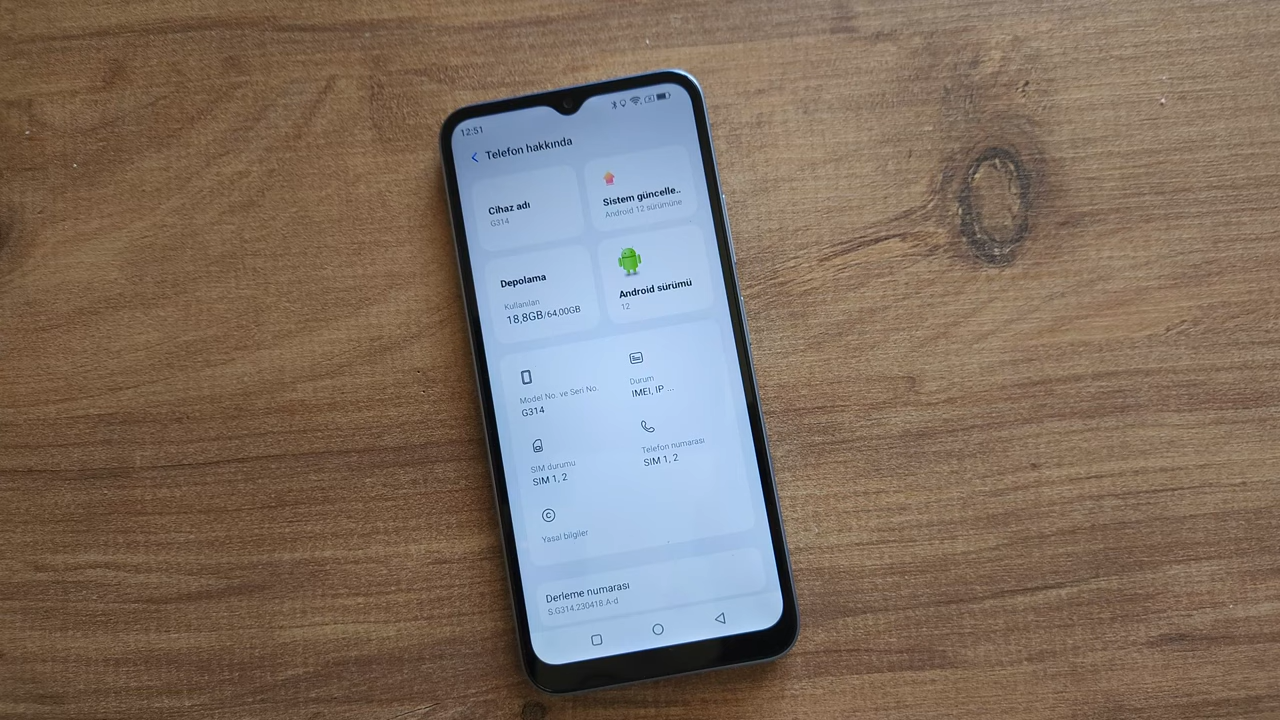 12:51
Telefon hakkında
Cihaz adı
G314
Sistem güncelle..
Android 12 sürümüne
Depolama
Kullanılan
18,8GB/64,00GB
Android sürümü
12
Model No. ve Seri No.
G314
Durum
IMEI, IP ...
SIM durumu
SIM 1, 2
Telefon numarası
SIM 1, 2
Yasal bilgiler
Derleme numarası
S.G314.230418.A-d